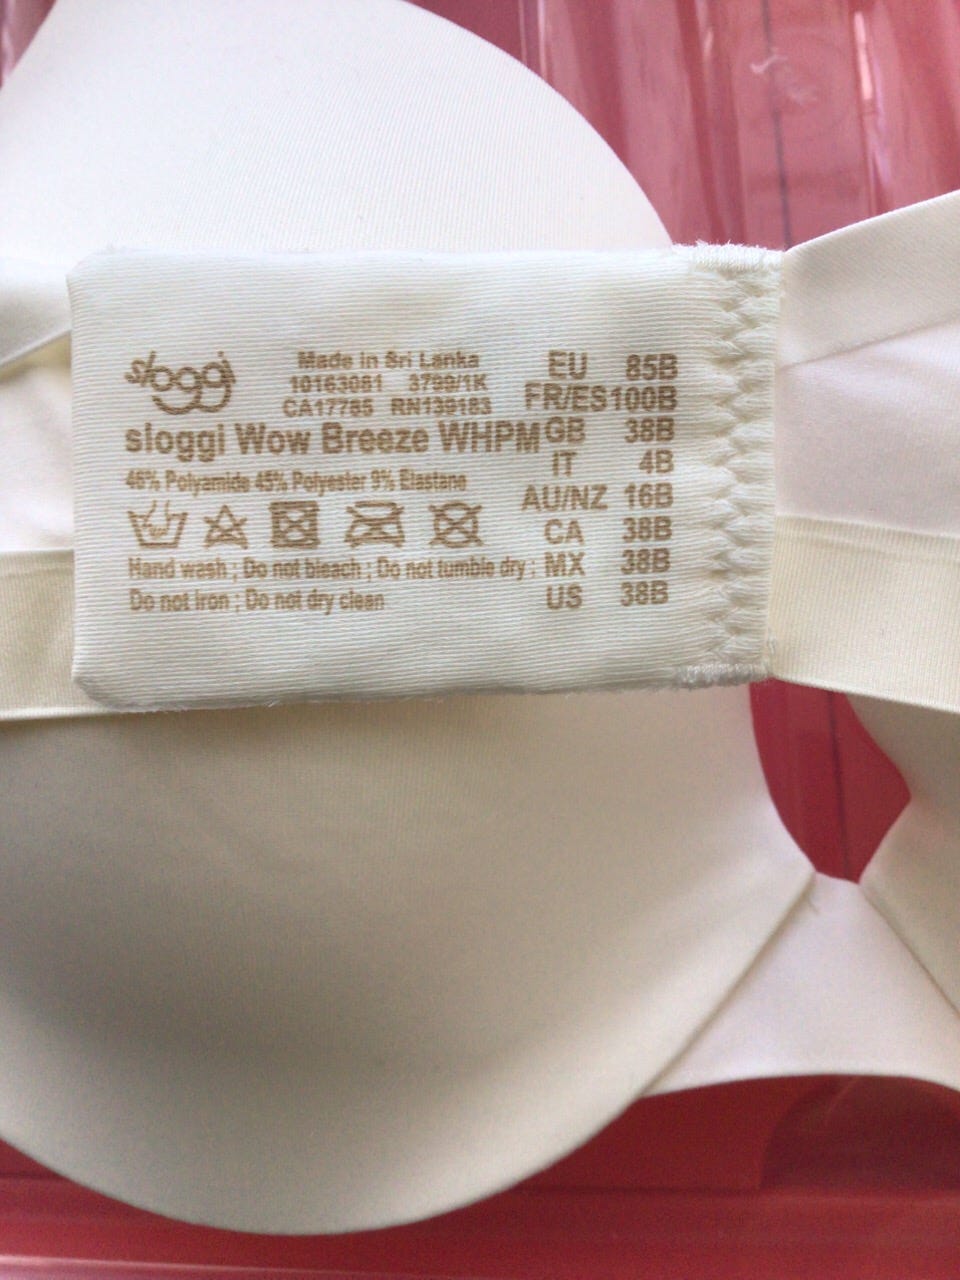 sloggi
Made in Sri Lanka
10163081 3799/1K
CA17785 RN139183
sloggi Wow Breeze WHPM
46% Polyamide 45% Polyester 9% Elastane
Hand wash ; Do not bleach ; Do not tumble dry ;
Do not iron ; Do not dry clean
EU 85B
FR/ES100B
GB 38B
IT 4B
AU/NZ 16B
CA 38B
MX 38B
US 38B